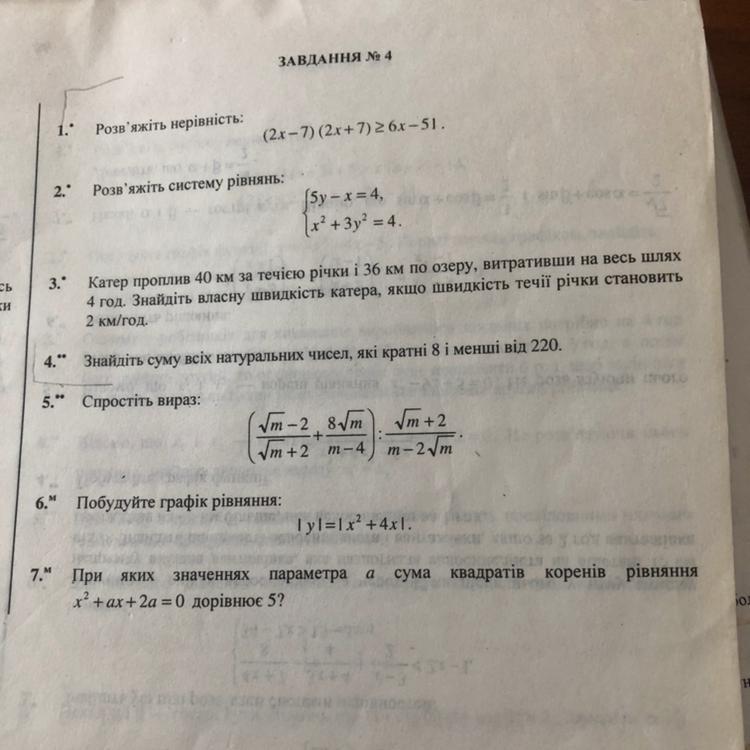 ЗАВДАННЯ № 4
1.• Розв'яжіть нерівність:
(2x – 7) (2x + 7) ≥ 6x – 51.
2.• Розв'яжіть систему рівнянь:
{5y – x = 4,
x² + 3y² = 4.
3.• Катер проплив 40 км за течією річки і 36 км по озеру, витративши на весь шлях
4 год. Знайдіть власну швидкість катера, якщо швидкість течії річки становить
2 км/год.
4.•• Знайдіть суму всіх натуральних чисел, які кратні 8 і менші від 220.
5.•• Спростіть вираз:
((√m – 2)/(√m + 2) + (8√m)/(m – 4)) : (√m + 2)/(m – 2√m).
6.ᴹ Побудуйте графік рівняння:
|y| = |x² + 4x|.
7.ᴹ При яких значеннях параметра a сума квадратів коренів рівняння
x² + ax + 2a = 0 дорівнює 5?